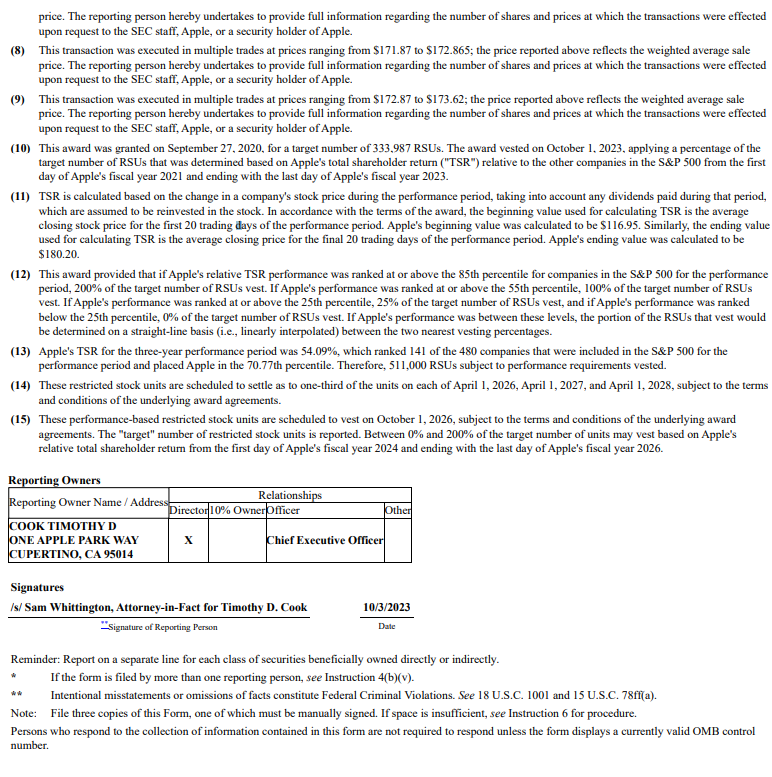 price. The reporting person hereby undertakes to provide full information regarding the number of shares and prices at which the transactions were effected
upon request to the SEC staff, Apple, or a security holder of Apple.
(8) This transaction was executed in multiple trades at prices ranging from $171.87 to $172.865; the price reported above reflects the weighted average sale
price. The reporting person hereby undertakes to provide full information regarding the number of shares and prices at which the transactions were effected
upon request to the SEC staff, Apple, or a security holder of Apple.
(9) This transaction was executed in multiple trades at prices ranging from $172.87 to $173.62; the price reported above reflects the weighted average sale
price. The reporting person hereby undertakes to provide full information regarding the number of shares and prices at which the transactions were effected
upon request to the SEC staff, Apple, or a security holder of Apple.
(10) This award was granted on September 27, 2020, for a target number of 333,987 RSUs. The award vested on October 1, 2023, applying a percentage of the
target number of RSUs that was determined based on Apple's total shareholder return ("TSR") relative to the other companies in the S&P 500 from the first
day of Apple's fiscal year 2021 and ending with the last day of Apple's fiscal year 2023.
(11) TSR is calculated based on the change in a company's stock price during the performance period, taking into account any dividends paid during that period,
which are assumed to be reinvested in the stock. In accordance with the terms of the award, the beginning value used for calculating TSR is the average
closing stock price for the first 20 trading days of the performance period. Apple's beginning value was calculated to be $116.95. Similarly, the ending value
used for calculating TSR is the average closing price for the final 20 trading days of the performance period. Apple's ending value was calculated to be
$180.20.
(12) This award provided that if Apple's relative TSR performance was ranked at or above the 85th percentile for companies in the S&P 500 for the performance
period, 200% of the target number of RSUs vest. If Apple's performance was ranked at or above the 55th percentile, 100% of the target number of RSUs
vest. If Apple's performance was ranked at or above the 25th percentile, 25% of the target number of RSUs vest, and if Apple's performance was ranked
below the 25th percentile, 0% of the target number of RSUs vest. If Apple's performance was between these levels, the portion of the RSUs that vest would
be determined on a straight-line basis (i.e., linearly interpolated) between the two nearest vesting percentages.
(13) Apple's TSR for the three-year performance period was 54.09%, which ranked 141 of the 480 companies that were included in the S&P 500 for the
performance period and placed Apple in the 70.77th percentile. Therefore, 511,000 RSUs subject to performance requirements vested.
(14) These restricted stock units are scheduled to settle as to one-third of the units on each of April 1, 2026, April 1, 2027, and April 1, 2028, subject to the terms
and conditions of the underlying award agreements.
(15) These performance-based restricted stock units are scheduled to vest on October 1, 2026, subject to the terms and conditions of the underlying award
agreements. The "target" number of restricted stock units is reported. Between 0% and 200% of the target number of units may vest based on Apple's
relative total shareholder return from the first day of Apple's fiscal year 2024 and ending with the last day of Apple's fiscal year 2026.
Reporting Owners
Reporting Owner Name / Address Relationships
Director 10% Owner Officer Other
COOK TIMOTHY D
ONE APPLE PARK WAY X Chief Executive Officer
CUPERTINO, CA 95014
Signatures
/s/ Sam Whittington, Attorney-in-Fact for Timothy D. Cook 10/3/2023
**Signature of Reporting Person Date
Reminder: Report on a separate line for each class of securities beneficially owned directly or indirectly.
* If the form is filed by more than one reporting person, see Instruction 4(b)(v).
** Intentional misstatements or omissions of facts constitute Federal Criminal Violations. See 18 U.S.C. 1001 and 15 U.S.C. 78ff(a).
Note: File three copies of this Form, one of which must be manually signed. If space is insufficient, see Instruction 6 for procedure.
Persons who respond to the collection of information contained in this form are not required to respond unless the form displays a currently valid OMB control
number.